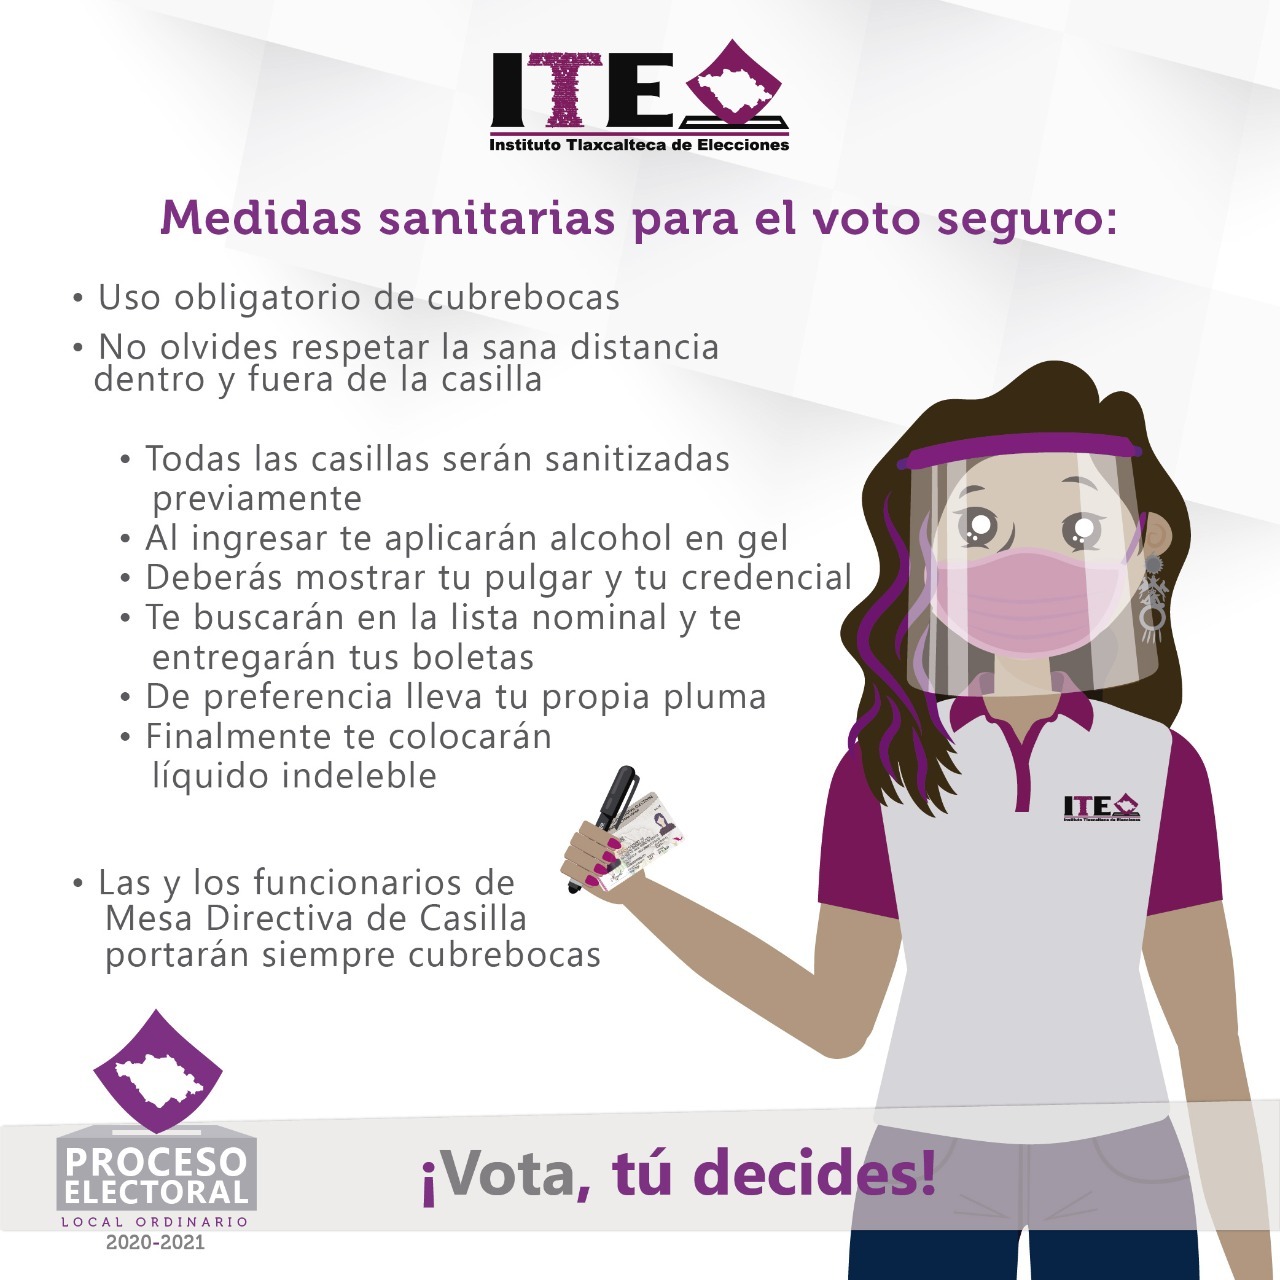 ITE
Instituto Tlaxcalteca de Elecciones
Medidas sanitarias para el voto seguro:
• Uso obligatorio de cubrebocas
• No olvides respetar la sana distancia
dentro y fuera de la casilla
• Todas las casillas serán sanitizadas
previamente
• Al ingresar te aplicarán alcohol en gel
• Deberás mostrar tu pulgar y tu credencial
• Te buscarán en la lista nominal y te
entregarán tus boletas
• De preferencia lleva tu propia pluma
• Finalmente te colocarán
líquido indeleble
• Las y los funcionarios de
Mesa Directiva de Casilla
portarán siempre cubrebocas
ITE
Instituto Tlaxcalteca de Elecciones
PROCESO
ELECTORAL
LOCAL ORDINARIO
2020-2021
¡Vota, tú decides!